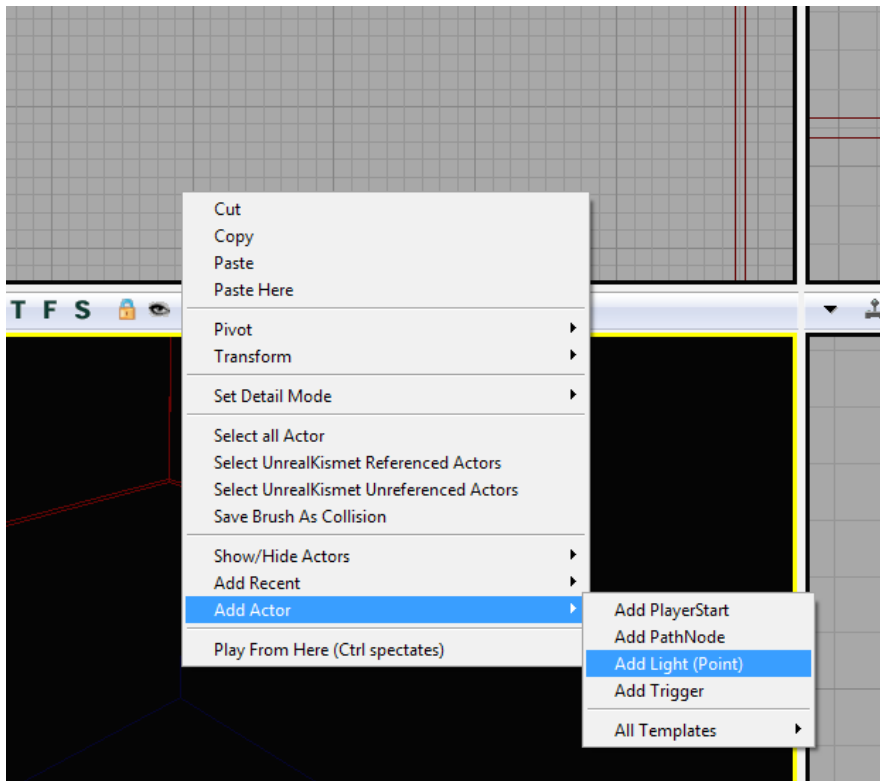 T F S
Cut
Copy
Paste
Paste Here
Pivot
Transform
Set Detail Mode
Select all Actor
Select UnrealKismet Referenced Actors
Select UnrealKismet Unreferenced Actors
Save Brush As Collision
Show/Hide Actors
Add Recent
Add Actor
Play From Here (Ctrl spectates)
Add PlayerStart
Add PathNode
Add Light (Point)
Add Trigger
All Templates